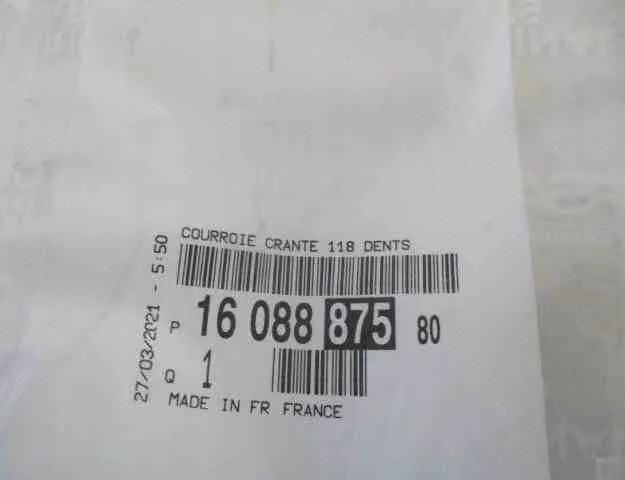 COURROIE CRANTE 118 DENTS
P 16 088 875 80
Q 1
MADE IN FR FRANCE
27/03/2021 - 5:50